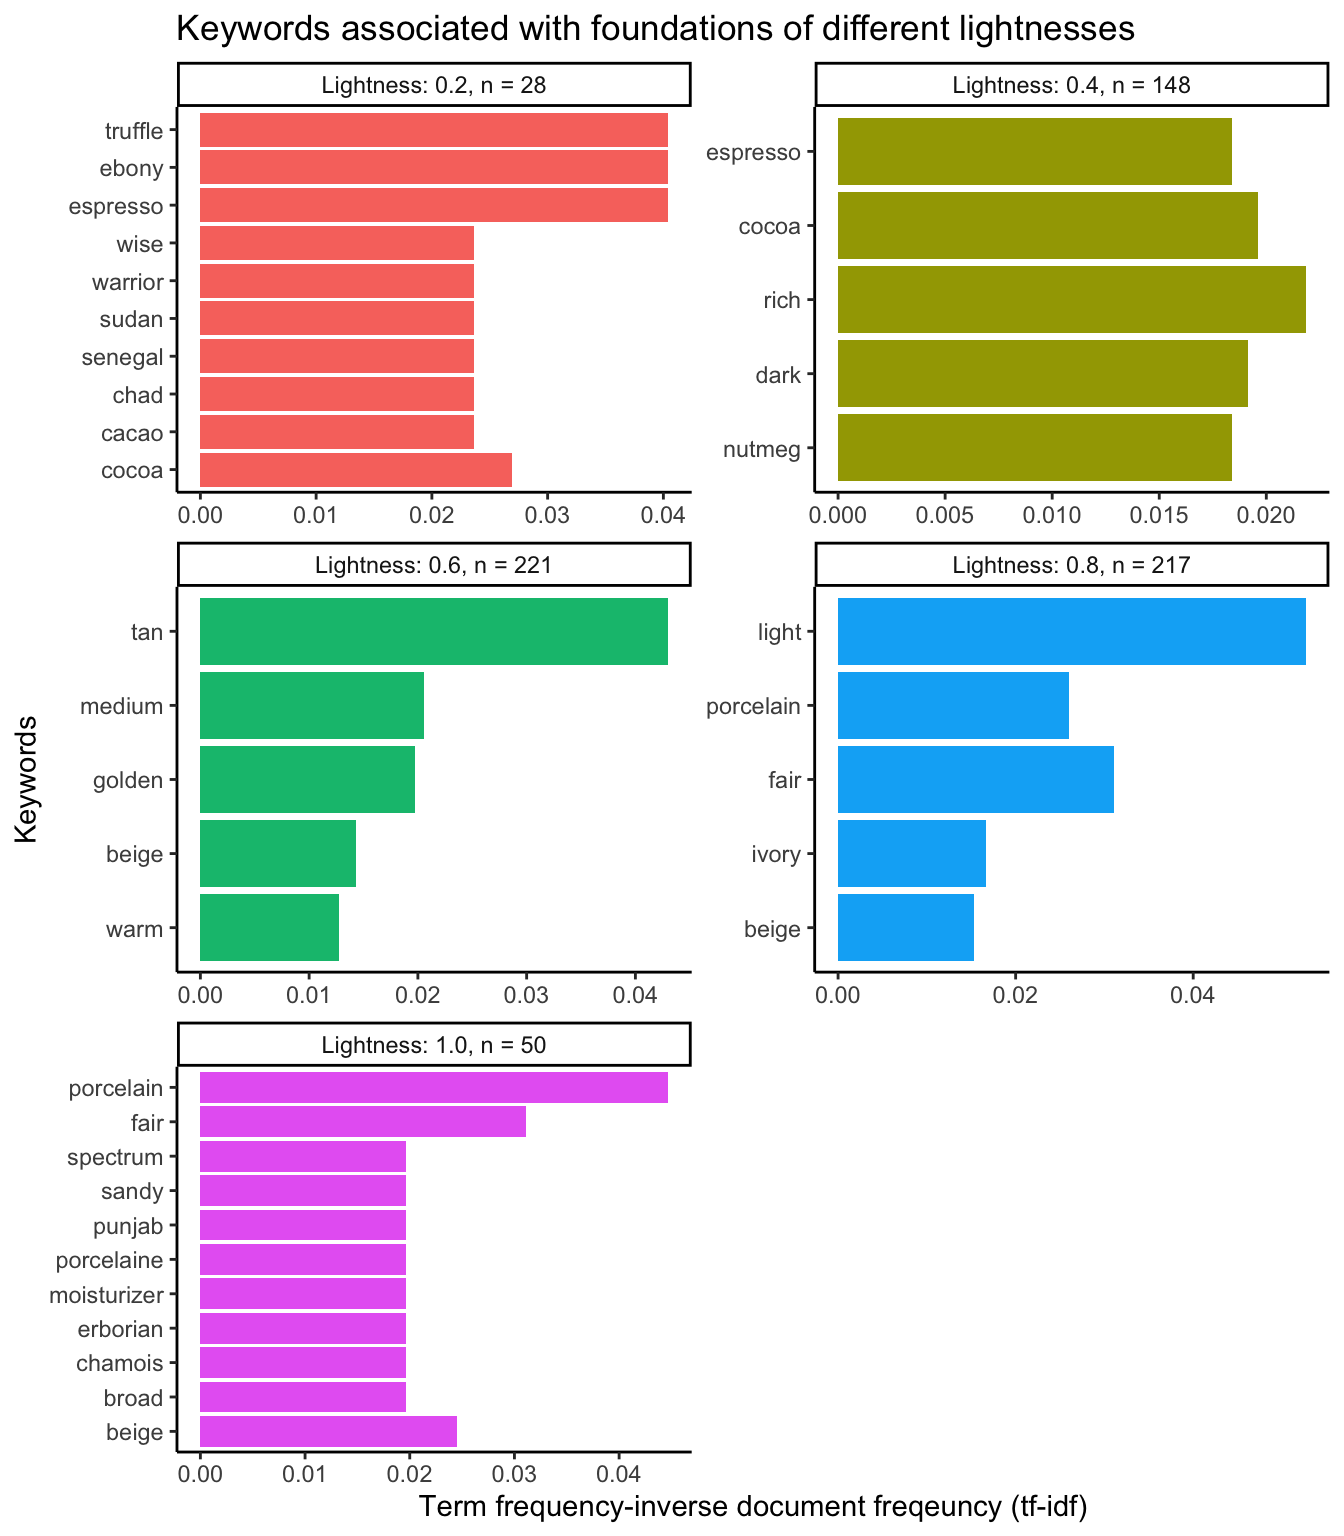 Keywords associated with foundations of different lightnesses
Lightness: 0.2, n = 28
truffle
ebony
espresso
wise
warrior
sudan
senegal
chad
cacao
cocoa
0.00 0.01 0.02 0.03 0.04
Lightness: 0.4, n = 148
espresso
cocoa
rich
dark
nutmeg
0.000 0.005 0.010 0.015 0.020
Lightness: 0.6, n = 221
tan
medium
golden
beige
warm
0.00 0.01 0.02 0.03 0.04
Lightness: 0.8, n = 217
light
porcelain
fair
ivory
beige
0.00 0.02 0.04
Keywords
Lightness: 1.0, n = 50
porcelain
fair
spectrum
sandy
punjab
porcelaine
moisturizer
erborian
chamois
broad
beige
0.00 0.01 0.02 0.03 0.04
Term frequency-inverse document freqeuncy (tf-idf)